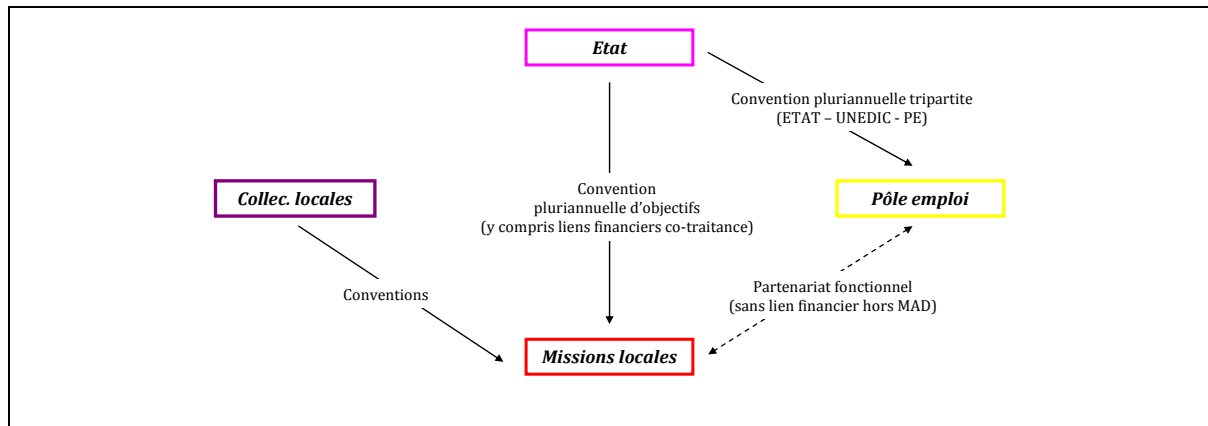 Etat
Convention pluriannuelle tripartite
(ETAT – UNEDIC - PE)
Collec. locales
Convention
pluriannuelle d’objectifs
(y compris liens financiers co-traitance)
Pôle emploi
Conventions
Partenariat fonctionnel
(sans lien financier hors MAD)
Missions locales